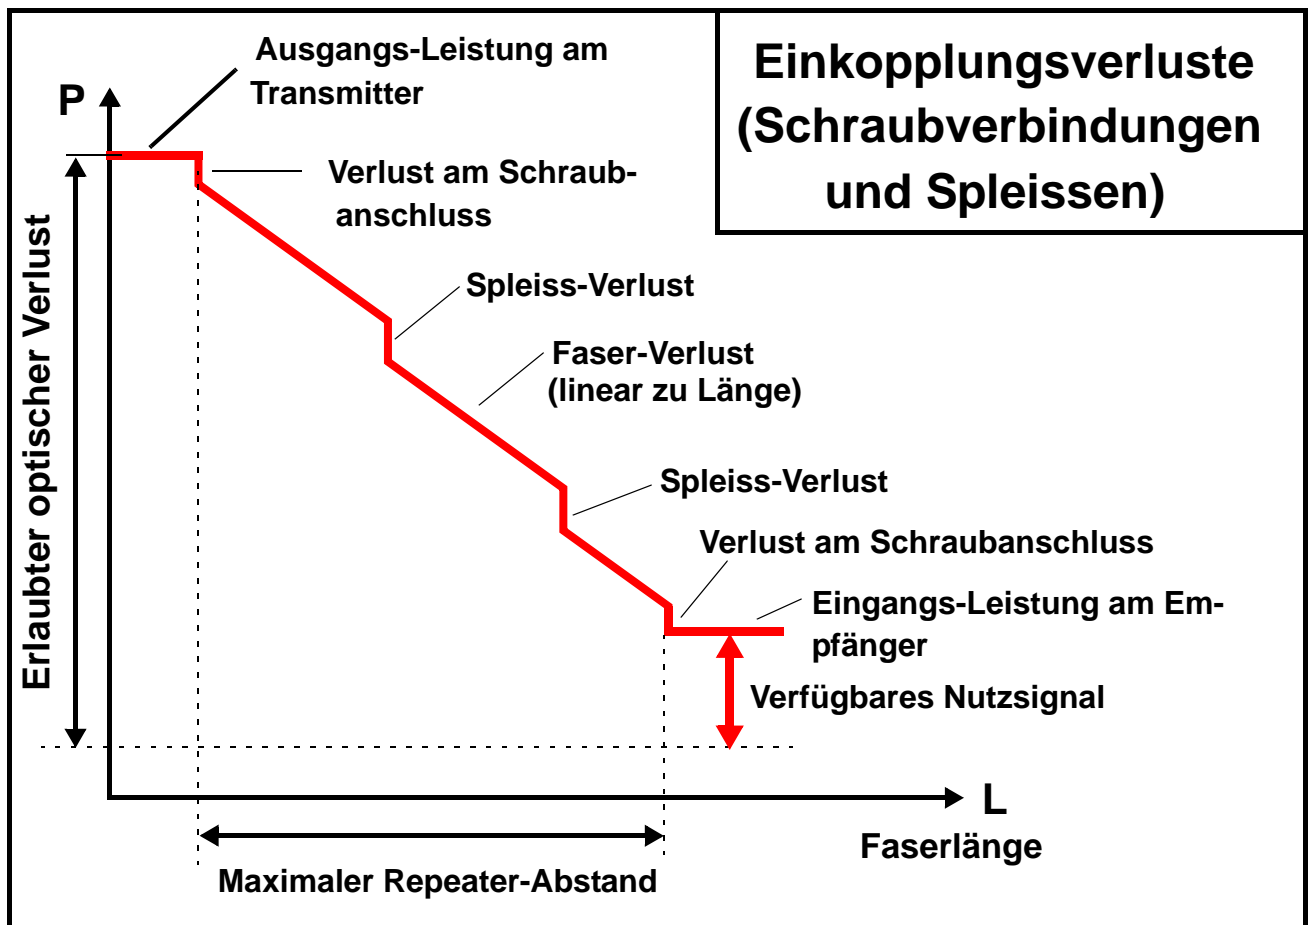 Einkopplungsverluste
(Schraubverbindungen
und Spleissen)
Ausgangs-Leistung am
Transmitter
P
Verlust am Schraub-
anschluss
Spleiss-Verlust
Faser-Verlust
(linear zu Länge)
Spleiss-Verlust
Verlust am Schraubanschluss
Eingangs-Leistung am Em-
pfänger
Verfügbares Nutzsignal
Erlaubter optischer Verlust
L
Faserlänge
Maximaler Repeater-Abstand